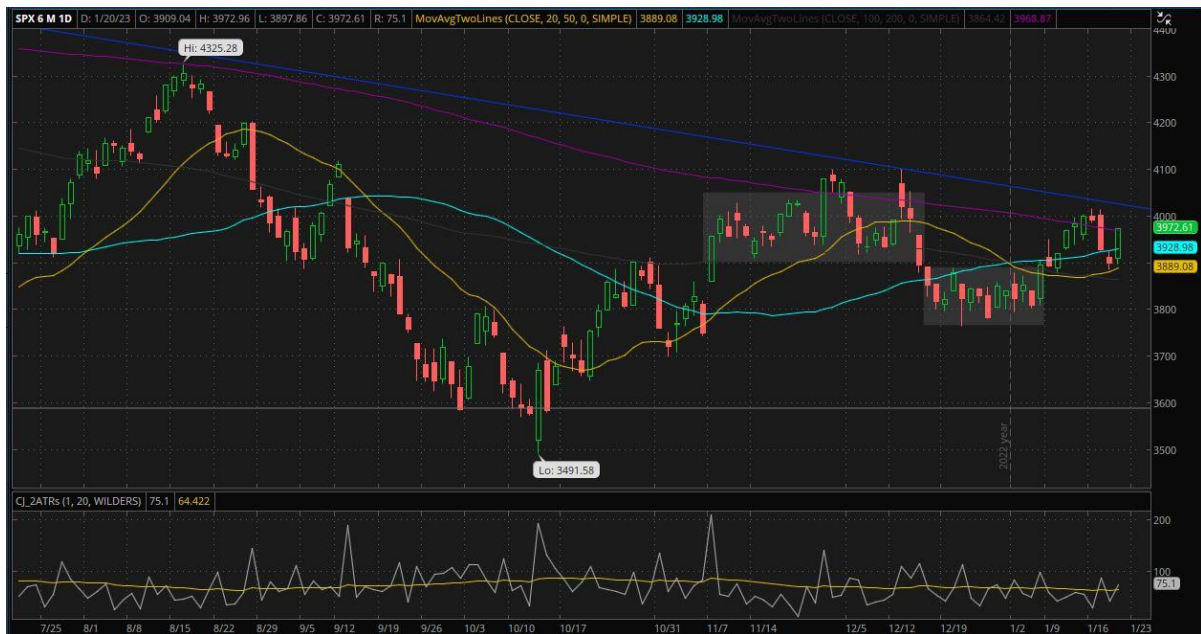 SPX 6 M 1D D: 1/20/23 O: 3909.04 H: 3972.96 L: 3897.86 C: 3972.61 R: 75.1 MovAvgTwoLines (CLOSE, 20, 50, 0, SIMPLE) 3889.08 3928.98 MovAvgTwoLines (CLOSE, 100, 200, 0, SIMPLE) 3864.42 3968.87
4400
Hi: 4325.28
4300
4200
4100
4000
3972.61
3928.98
3889.08
3800
3700
3600
3500
2022 year
Lo: 3491.58
CJ_2ATRs (1, 20, WILDERS) 75.1 64.422
200
100
75.1
7/25 8/1 8/8 8/15 8/22 8/29 9/5 9/12 9/19 9/26 10/3 10/10 10/17 10/31 11/7 11/14 12/5 12/12 12/19 1/2 1/9 1/16 1/23